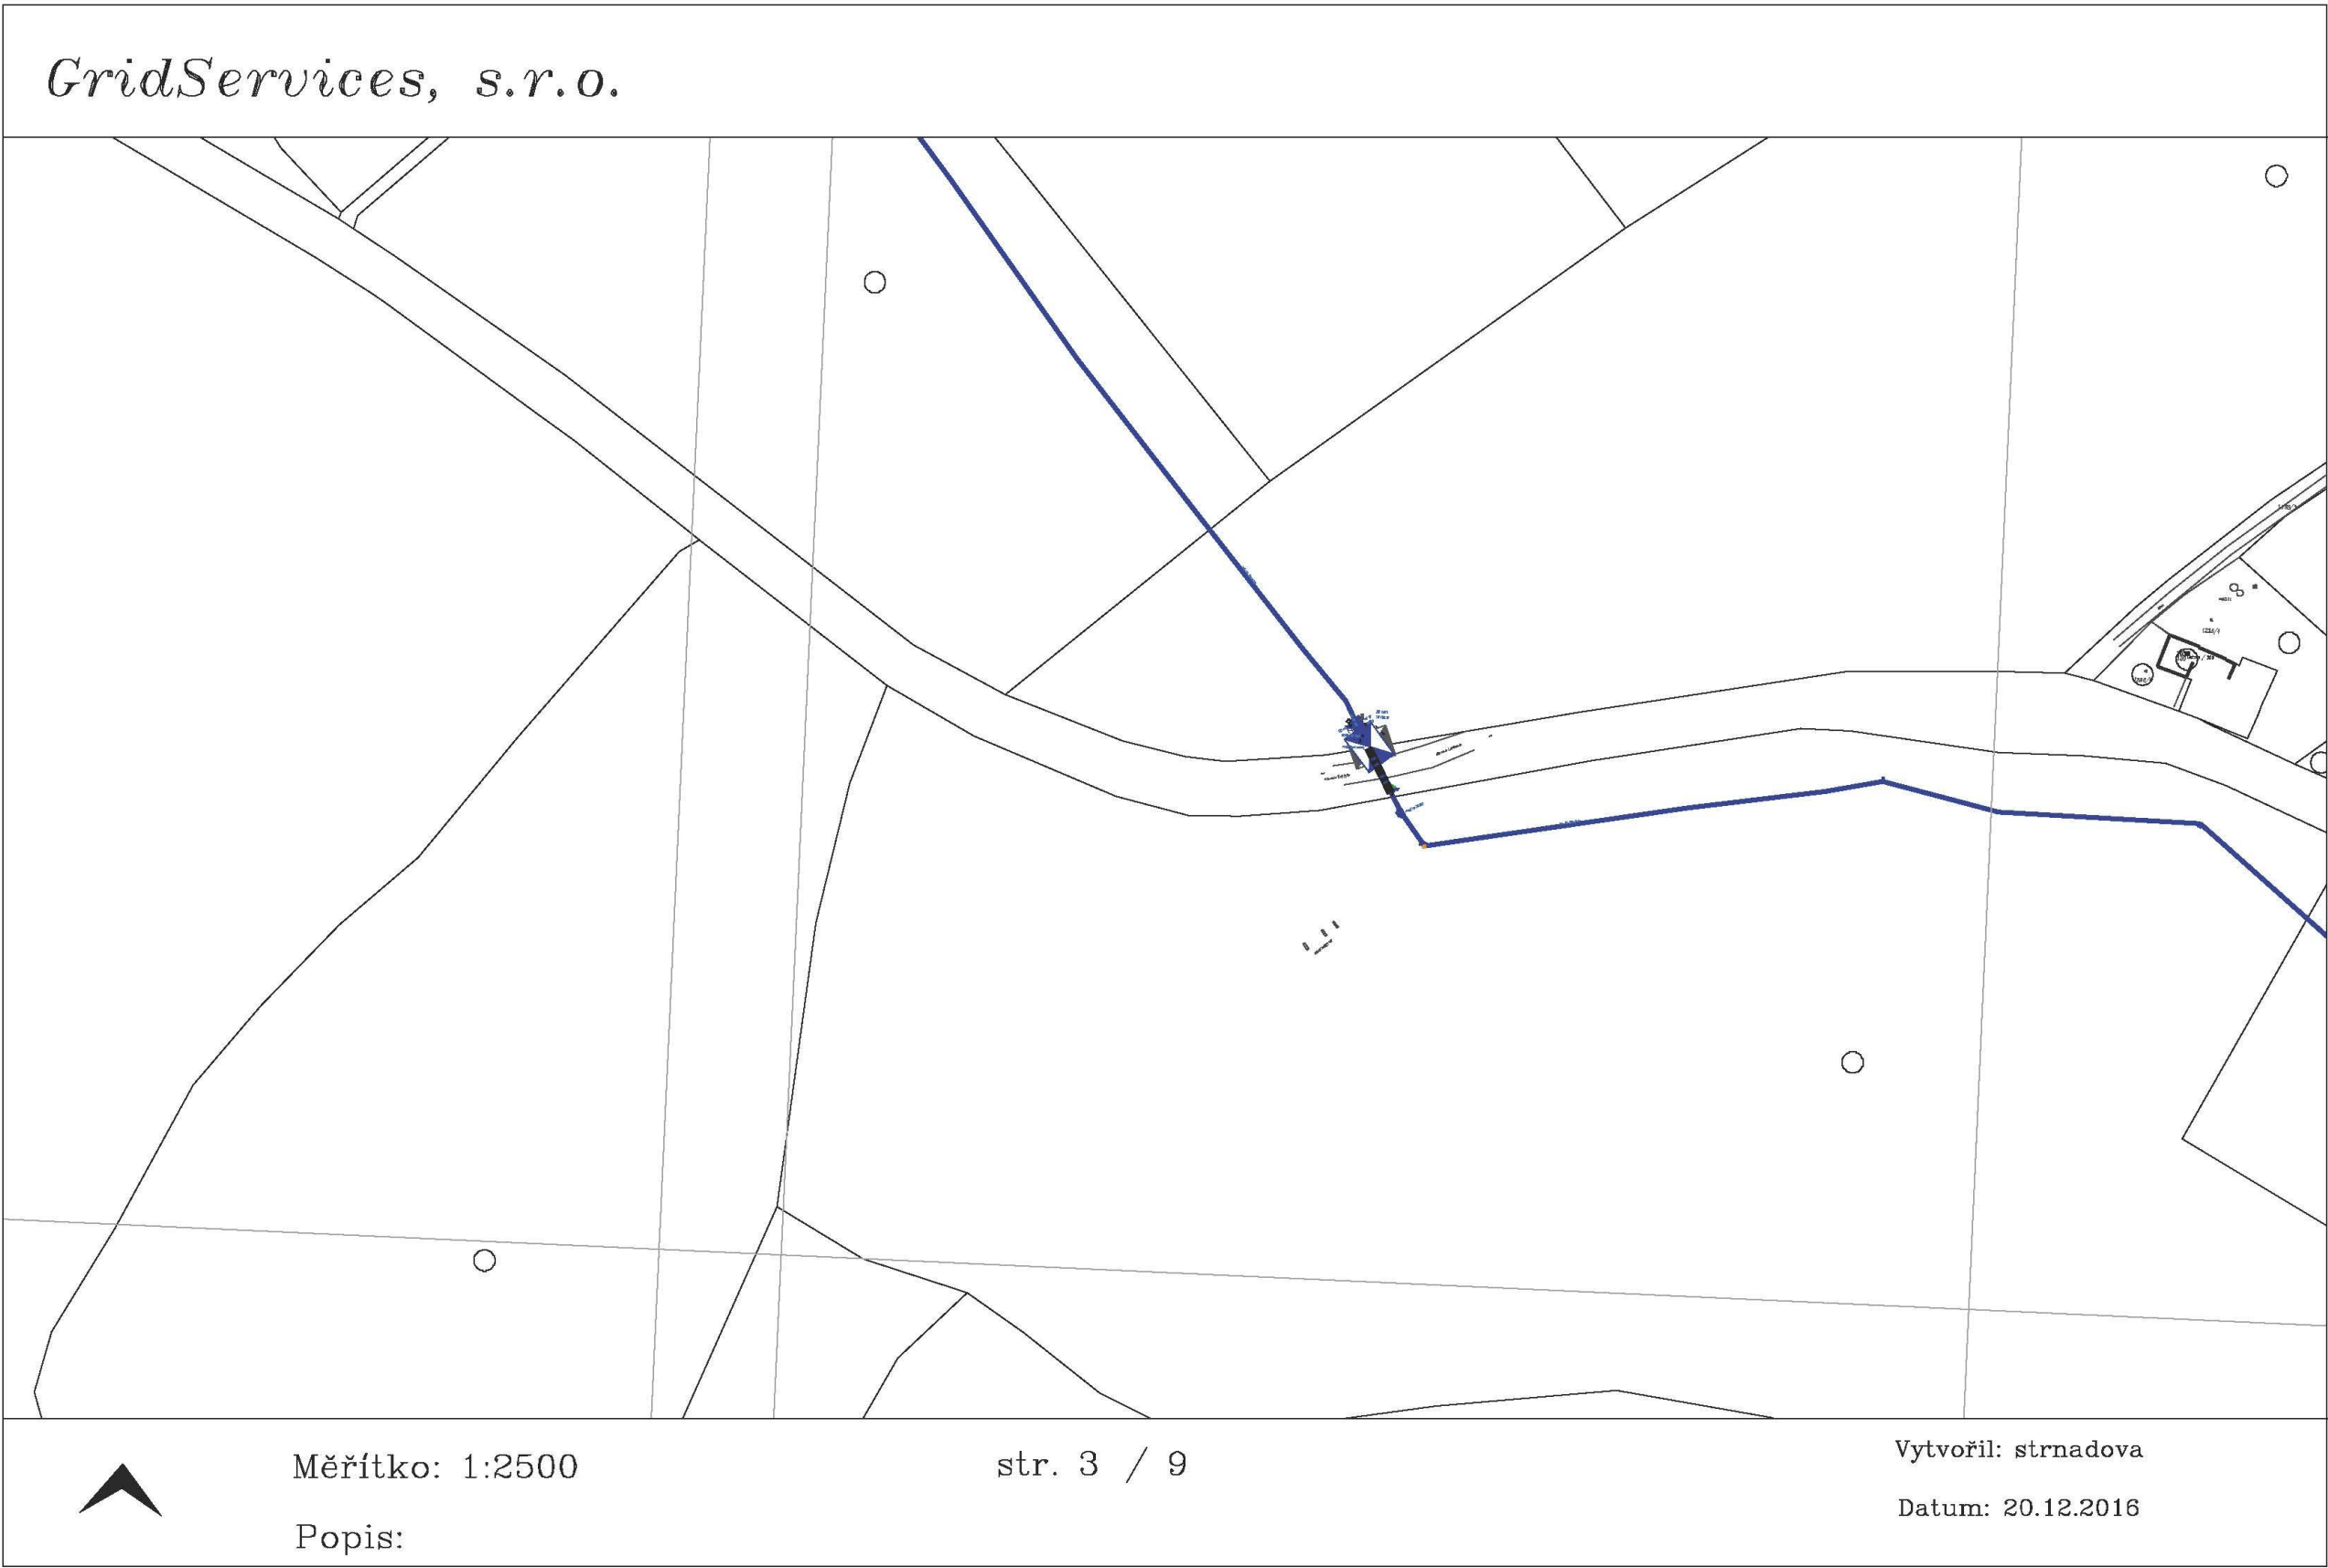 GridServices, s.r.o.
Měřítko: 1:2500
str. 3 / 9
Vytvořil: strnadova
Datum: 20.12.2016
Popis: